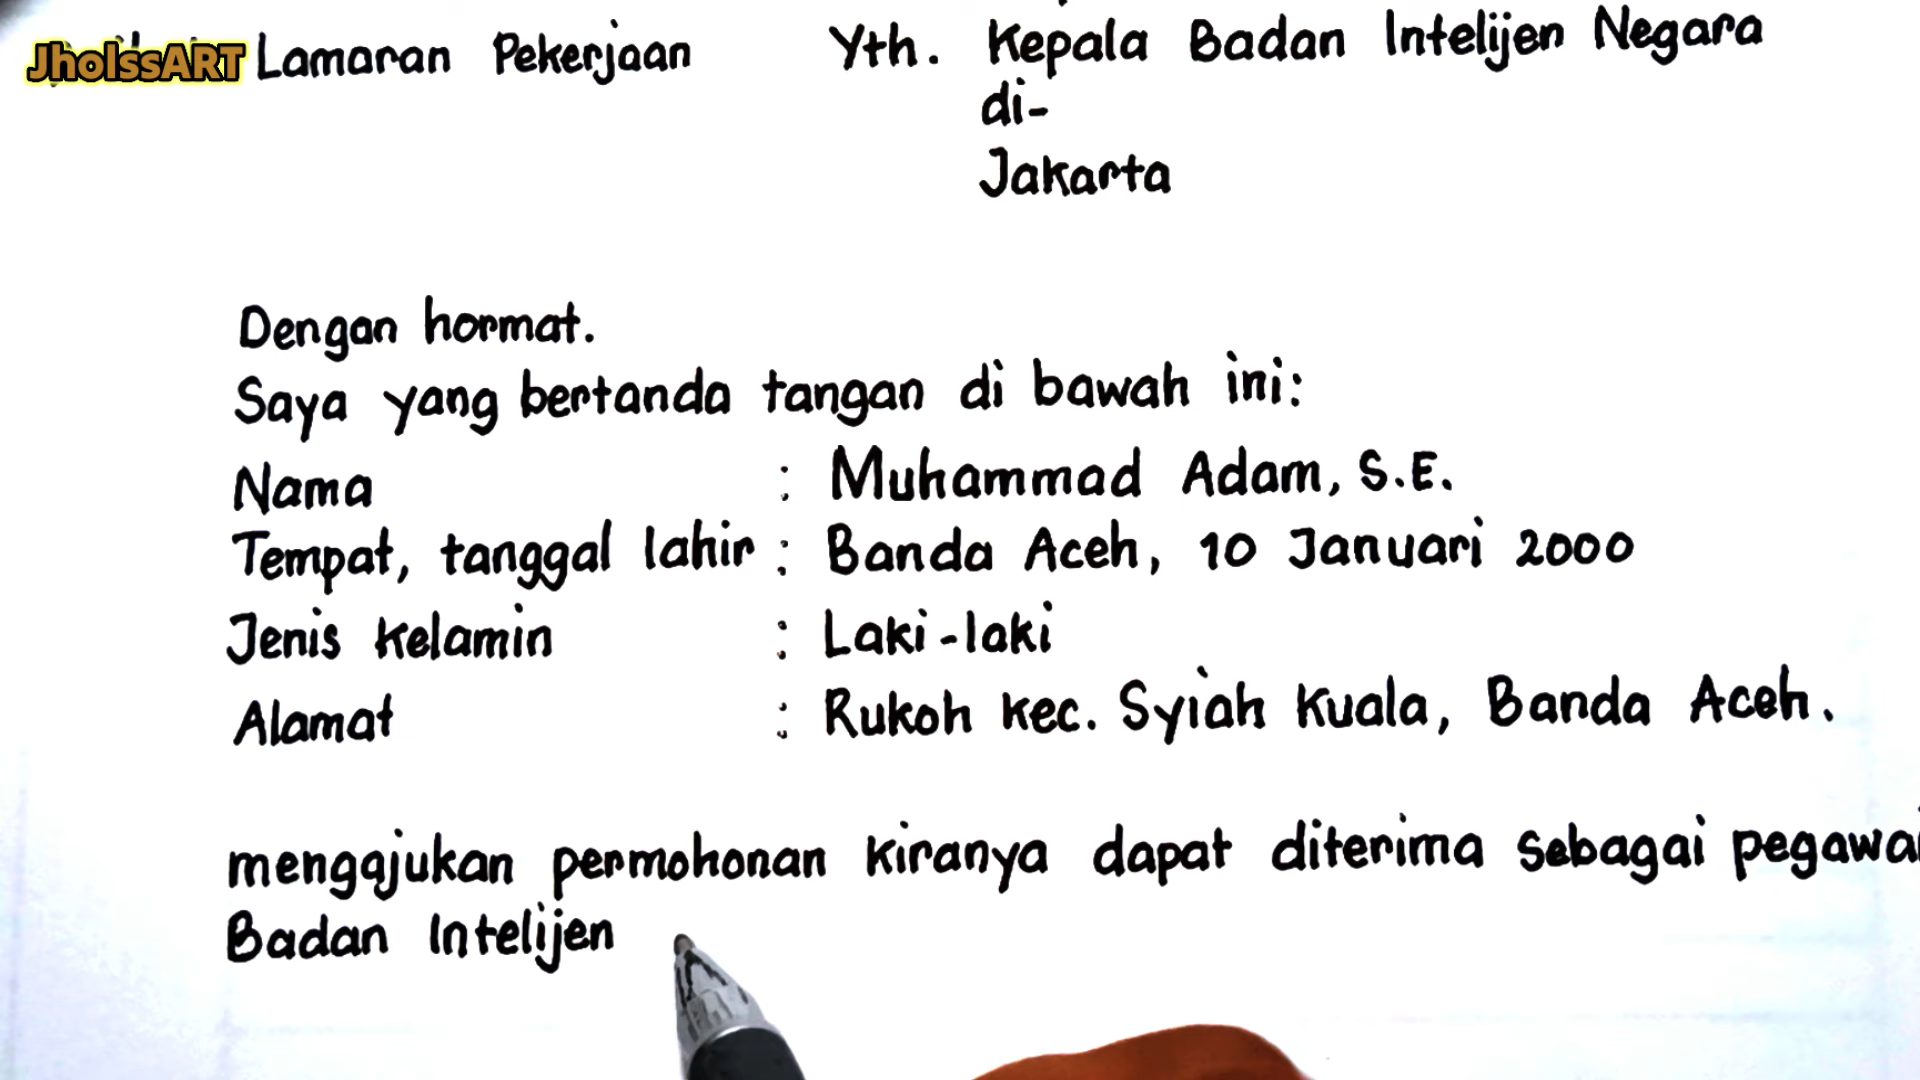 JholssART
Lamaran Pekerjaan Yth. Kepala Badan Intelijen Negara
di-
Jakarta
Dengan hormat.
Saya yang bertanda tangan di bawah ini:
Nama : Muhammad Adam, S.E.
Tempat, tanggal lahir : Banda Aceh, 10 Januari 2000
Jenis Kelamin : Laki-laki
Alamat : Rukoh Kec. Syiah Kuala, Banda Aceh.
mengajukan permohonan kiranya dapat diterima sebagai pegawai
Badan Intelijen